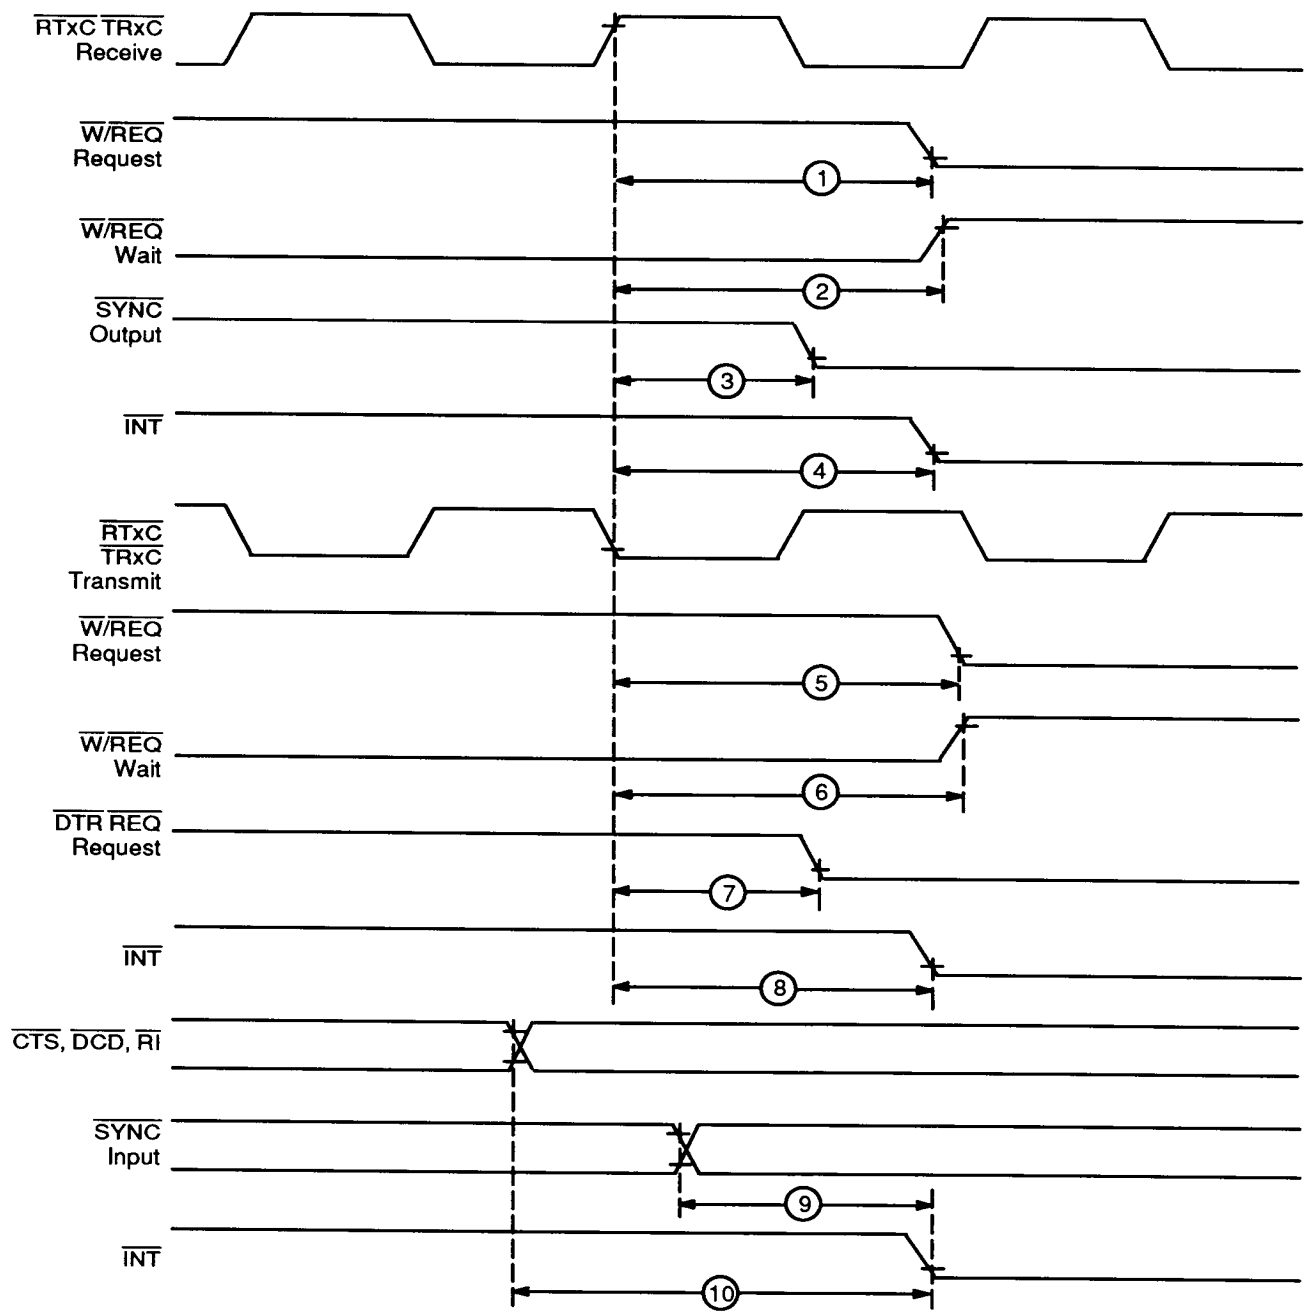 RTxC TRxC
Receive
W/REQ
Request
1
W/REQ
Wait
2
SYNC
Output
3
INT
4
RTxC
TRxC
Transmit
W/REQ
Request
5
W/REQ
Wait
6
DTR REQ
Request
7
INT
8
CTS, DCD, RI
SYNC
Input
9
INT
10